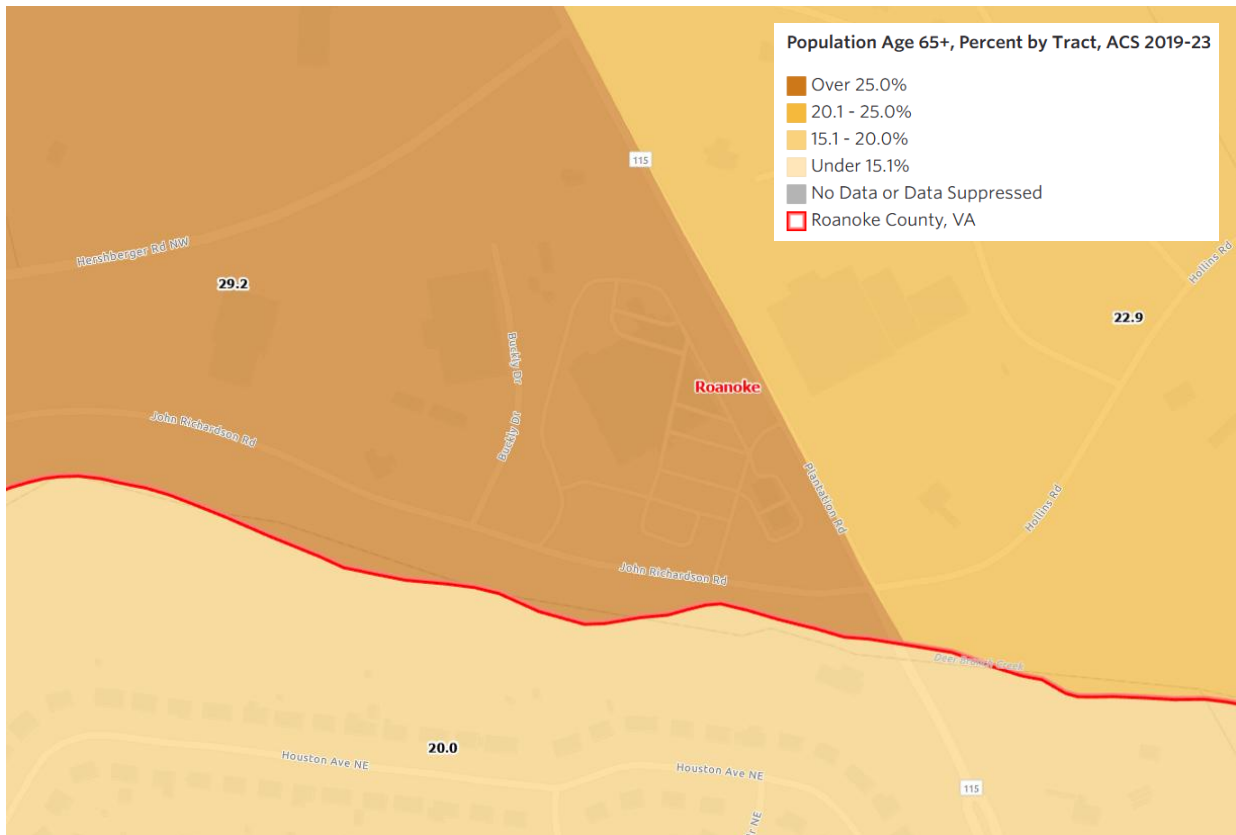 Population Age 65+, Percent by Tract, ACS 2019-23
Over 25.0%
20.1 - 25.0%
15.1 - 20.0%
Under 15.1%
No Data or Data Suppressed
Roanoke County, VA
115
Hershberger Rd NW
Hollins Rd
29.2
22.9
Buckly Dr
Roanoke
John Richardson Rd
Buckly Dr
Plantation Rd
Hollins Rd
John Richardson Rd
Deer Branch Creek
20.0
Houston Ave NE
Houston Ave NE
115
NE